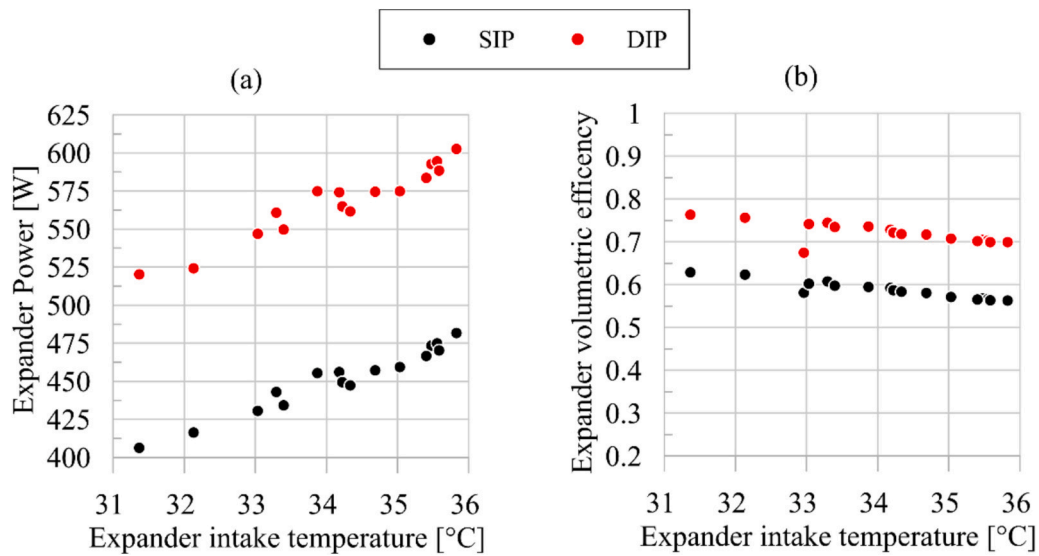 SIP
DIP
(a)
Expander Power [W]
625
600
575
550
525
500
475
450
425
400
31 32 33 34 35 36
Expander intake temperature [°C]
(b)
Expander volumetric efficency
1
0.9
0.8
0.7
0.6
0.5
0.4
0.3
0.2
31 32 33 34 35 36
Expander intake temperature [°C]